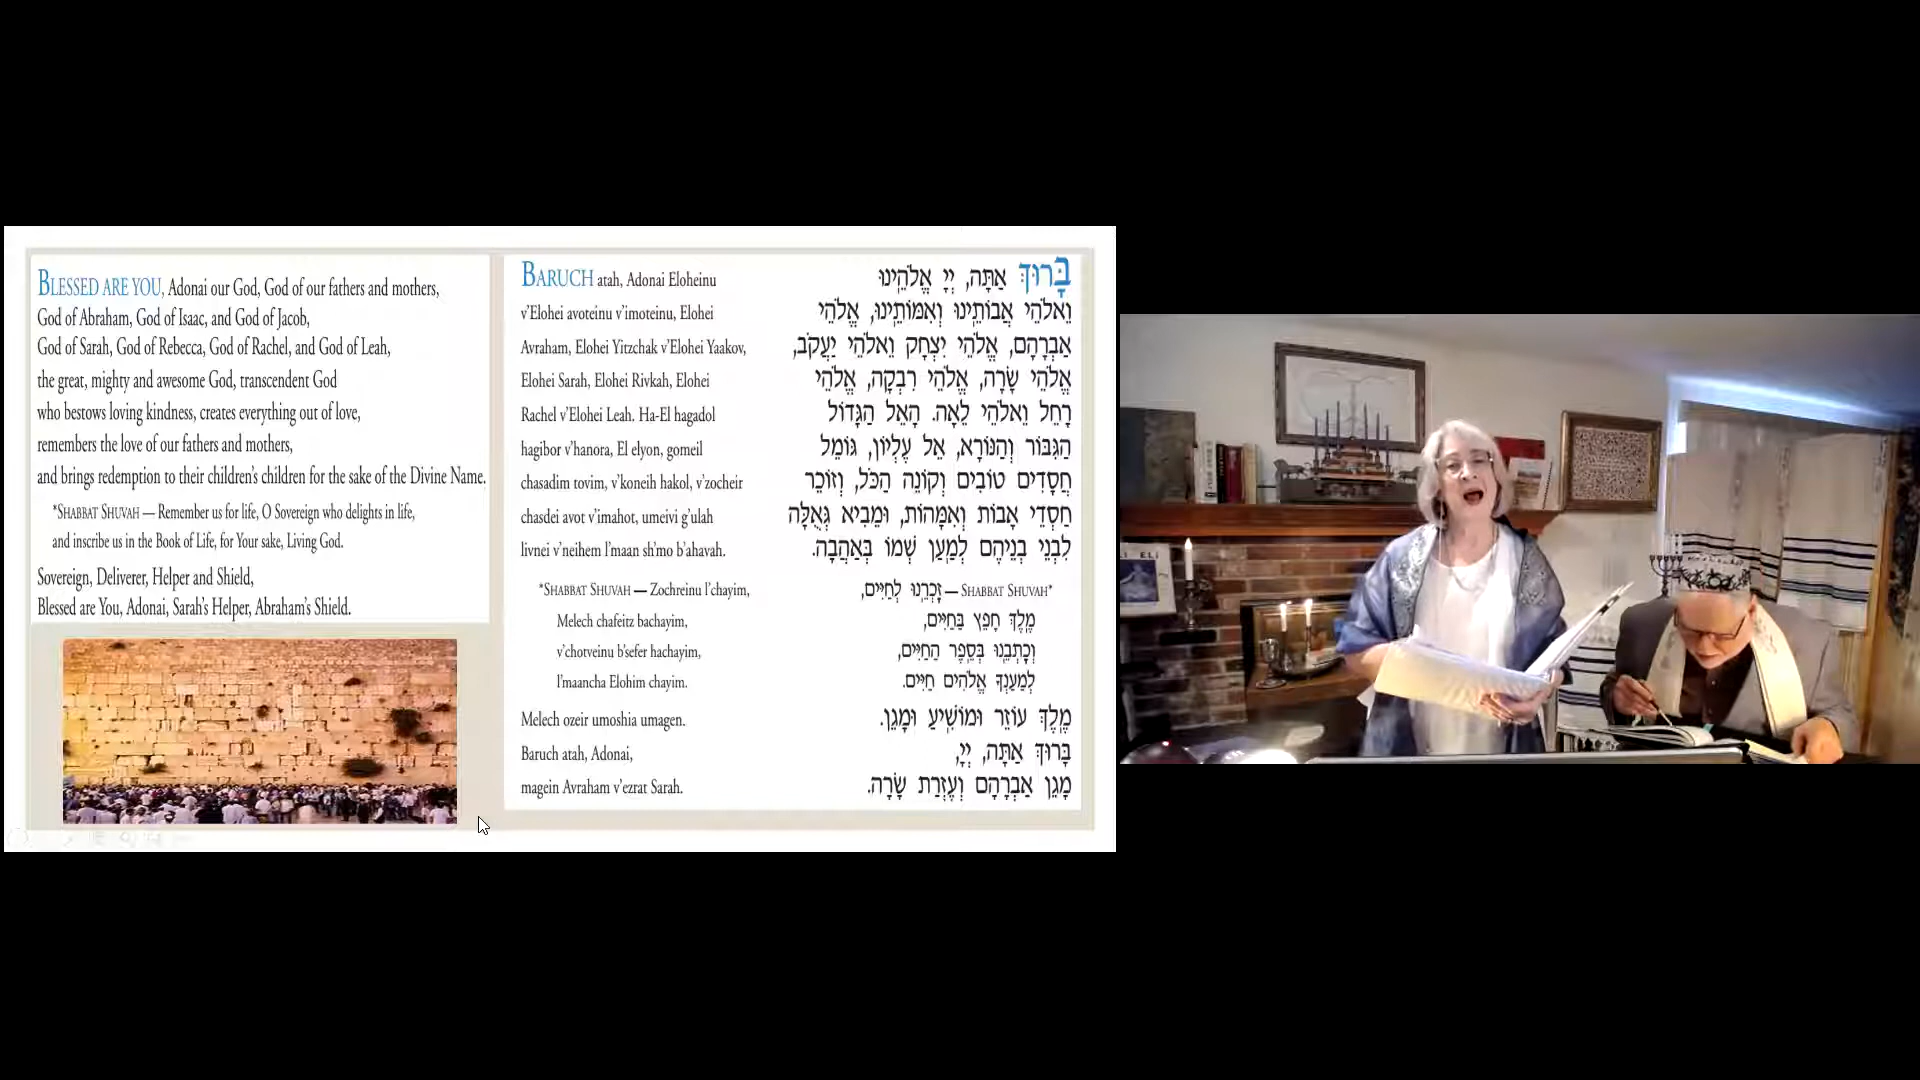 BLESSED ARE YOU, Adonai our God, God of our fathers and mothers,
God of Abraham, God of Isaac, and God of Jacob,
God of Sarah, God of Rebecca, God of Rachel, and God of Leah,
the great, mighty and awesome God, transcendent God
who bestows loving kindness, creates everything out of love,
remembers the love of our fathers and mothers,
and brings redemption to their children's children for the sake of the Divine Name.
*SHABBAT SHUVAH — Remember us for life, O Sovereign who delights in life,
and inscribe us in the Book of Life, for Your sake, Living God.
Sovereign, Deliverer, Helper and Shield,
Blessed are You, Adonai, Sarah's Helper, Abraham's Shield.
BARUCH atah, Adonai Eloheinu
v'Elohei avoteinu v'imoteinu, Elohei
Avraham, Elohei Yitzchak v'Elohei Yaakov,
Elohei Sarah, Elohei Rivkah, Elohei
Rachel v'Elohei Leah. Ha-El hagadol
hagibor v'hanora, El elyon, gomeil
chasadim tovim, v'koneih hakol, v'zocheir
chasdei avot v'imahot, umeivi g'ulah
livnei v'neihem l'maan sh'mo b'ahavah.
*SHABBAT SHUVAH — Zochreinu l'chayim,
Melech chafeitz bachayim,
v'chotveinu b'sefer hachayim,
l'maancha Elohim chayim.
Melech ozeir umoshia umagen.
Baruch atah, Adonai,
magein Avraham v'ezrat Sarah.
בָּרוּךְ אַתָּה, יְיָ אֱלֹהֵֽינוּ
וֵאלֹהֵי אֲבוֹתֵֽינוּ וְאִמּוֹתֵֽינוּ, אֱלֹהֵי
אַבְרָהָם, אֱלֹהֵי יִצְחָק וֵאלֹהֵי יַעֲקֹב,
אֱלֹהֵי שָׂרָה, אֱלֹהֵי רִבְקָה, אֱלֹהֵי
רָחֵל וֵאלֹהֵי לֵאָה. הָאֵל הַגָּדוֹל
הַגִּבּוֹר וְהַנּוֹרָא, אֵל עֶלְיוֹן, גּוֹמֵל
חֲסָדִים טוֹבִים וְקוֹנֵה הַכֹּל, וְזוֹכֵר
חַסְדֵי אָבוֹת וְאִמָּהוֹת, וּמֵבִיא גְּאֻלָּה
לִבְנֵי בְנֵיהֶם לְמַֽעַן שְׁמוֹ בְּאַהֲבָה.
*SHABBAT SHUVAH — זָכְרֵֽנוּ לְחַיִּים,
מֶֽלֶךְ חָפֵץ בַּחַיִּים,
וְכׇתְבֵֽנוּ בְּסֵֽפֶר הַחַיִּים,
לְמַעַנְךָ אֱלֹהִים חַיִּים.
מֶֽלֶךְ עוֹזֵר וּמוֹשִֽׁיעַ וּמָגֵן.
בָּרוּךְ אַתָּה, יְיָ,
מָגֵן אַבְרָהָם וְעֶזְרַת שָׂרָה.
ELI